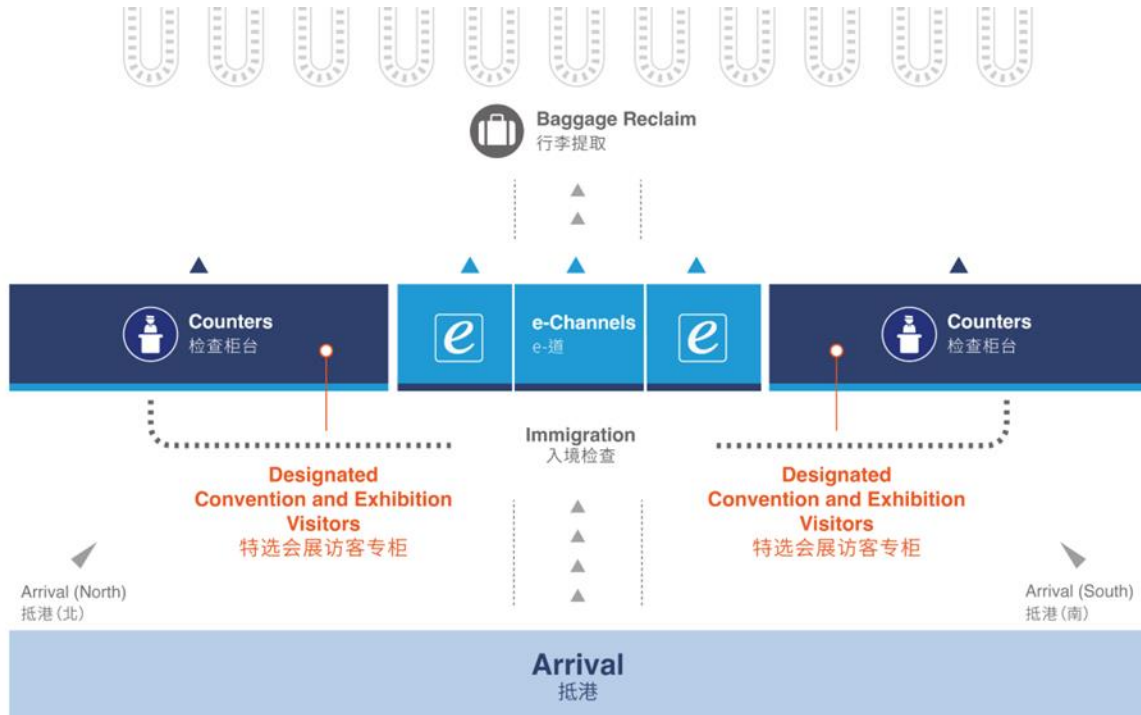 Baggage Reclaim
行李提取
Counters
检查柜台
e
e-Channels
e-道
e
Counters
检查柜台
Immigration
入境检查
Designated
Convention and Exhibition
Visitors
特选会展访客专柜
Designated
Convention and Exhibition
Visitors
特选会展访客专柜
Arrival (North)
抵港(北)
Arrival (South)
抵港(南)
Arrival
抵港